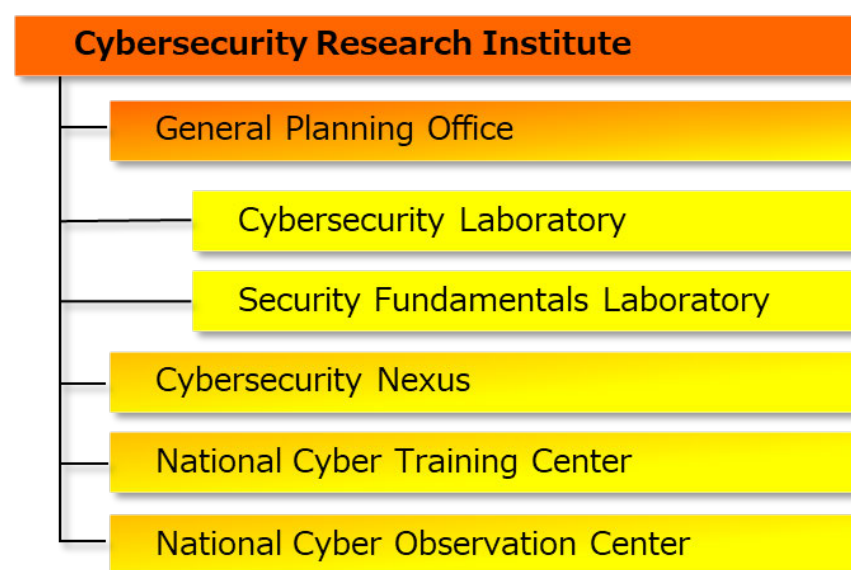 Cybersecurity Research Institute
General Planning Office
Cybersecurity Laboratory
Security Fundamentals Laboratory
Cybersecurity Nexus
National Cyber Training Center
National Cyber Observation Center